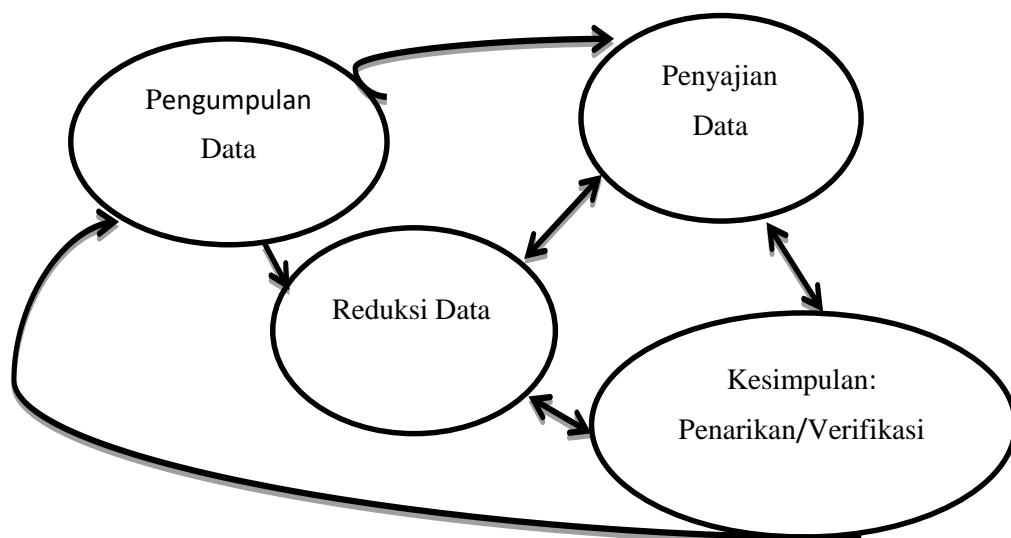 Pengumpulan
Data
Penyajian
Data
Reduksi Data
Kesimpulan:
Penarikan/Verifikasi